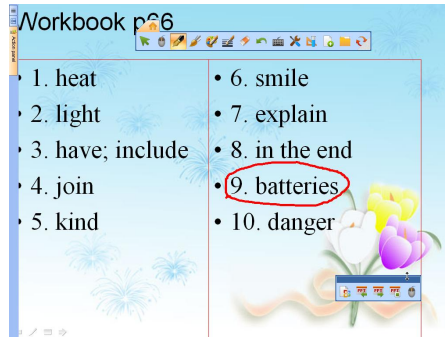 Workbook p66
1. heat
2. light
3. have; include
4. join
5. kind
6. smile
7. explain
8. in the end
9. batteries
10. danger